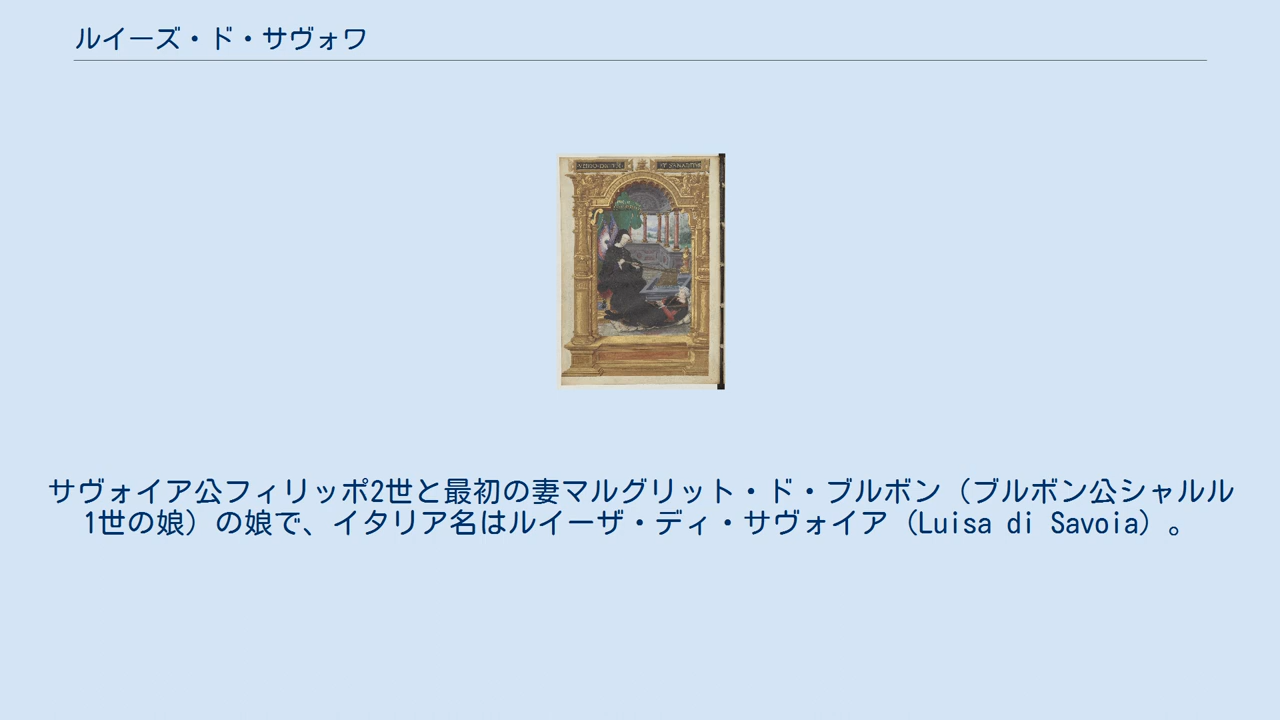 ルイーズ・ド・サヴォワ
サヴォイア公フィリッポ2世と最初の妻マルグリット・ド・ブルボン（ブルボン公シャルル
1世の娘）の娘で、イタリア名はルイーザ・ディ・サヴォイア（Luisa di Savoia）。